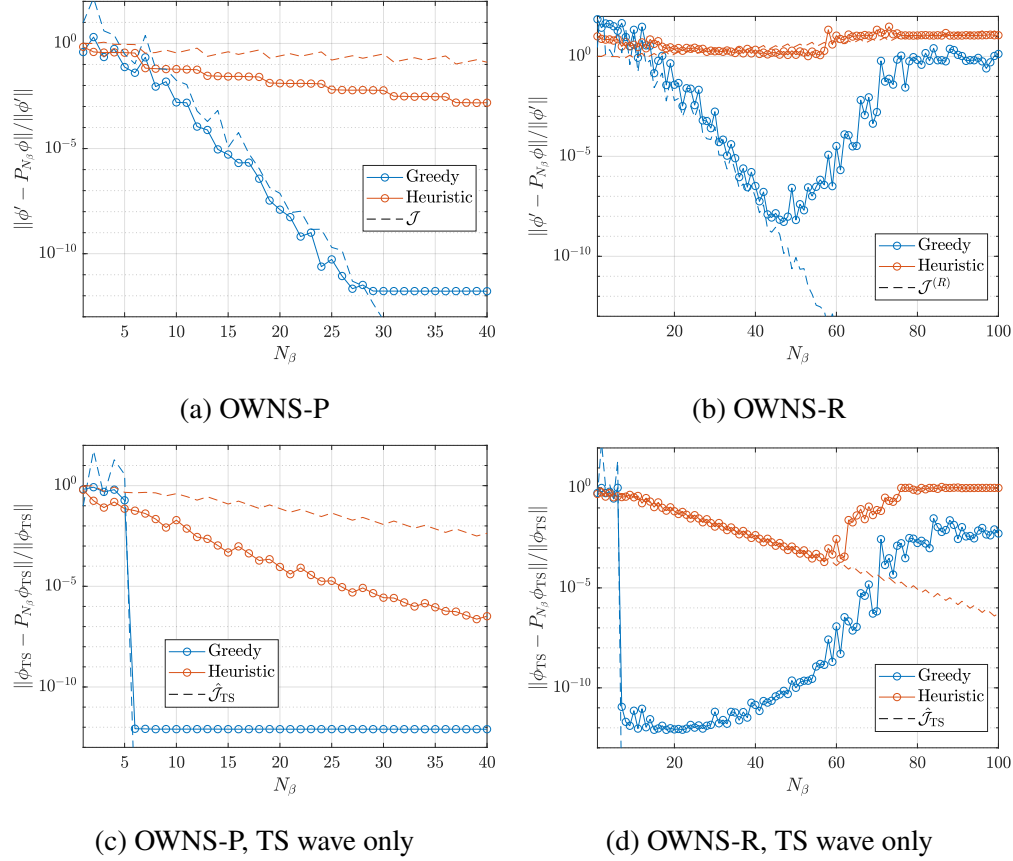 ‖ϕ′ − P_{N_β}ϕ‖/‖ϕ′‖
10^0
10^−5
10^−10
Greedy
Heuristic
𝒥
5 10 15 20 25 30 35 40
N_β
(a) OWNS-P
‖ϕ′ − P_{N_β}ϕ‖/‖ϕ′‖
10^0
10^−5
10^−10
Greedy
Heuristic
𝒥^(R)
20 40 60 80 100
N_β
(b) OWNS-R
‖ϕ_TS − P_{N_β}ϕ_TS‖/‖ϕ_TS‖
10^0
10^−5
10^−10
Greedy
Heuristic
𝒥̂_TS
5 10 15 20 25 30 35 40
N_β
(c) OWNS-P, TS wave only
‖ϕ_TS − P_{N_β}ϕ_TS‖/‖ϕ_TS‖
10^0
10^−5
10^−10
Greedy
Heuristic
𝒥̂_TS
20 40 60 80 100
N_β
(d) OWNS-R, TS wave only